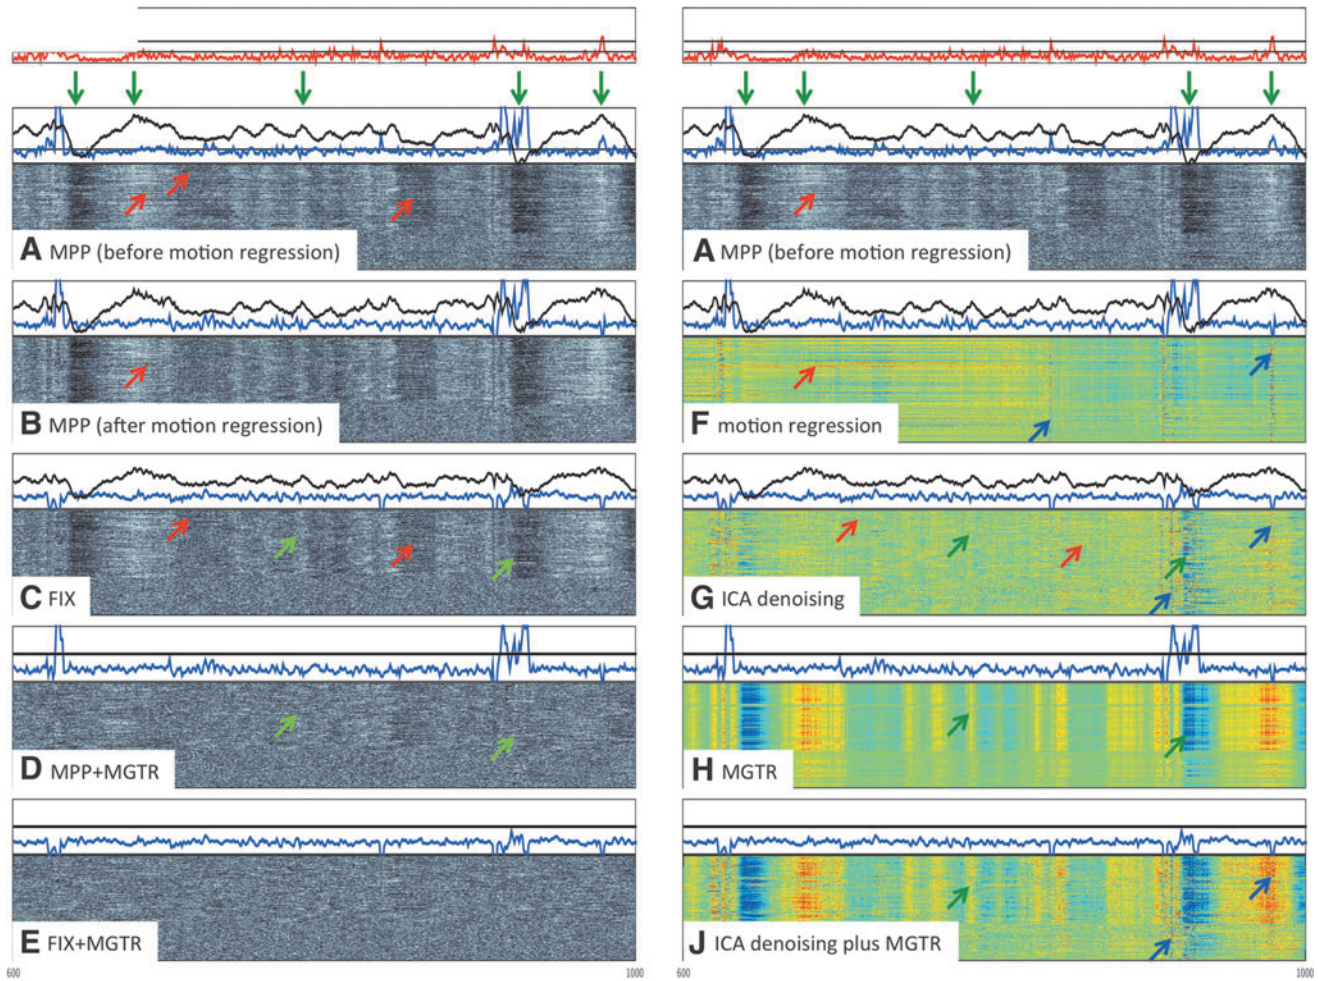 A MPP (before motion regression)
B MPP (after motion regression)
C FIX
D MPP+MGTR
E FIX+MGTR
600 1000
A MPP (before motion regression)
F motion regression
G ICA denoising
H MGTR
J ICA denoising plus MGTR
600 1000